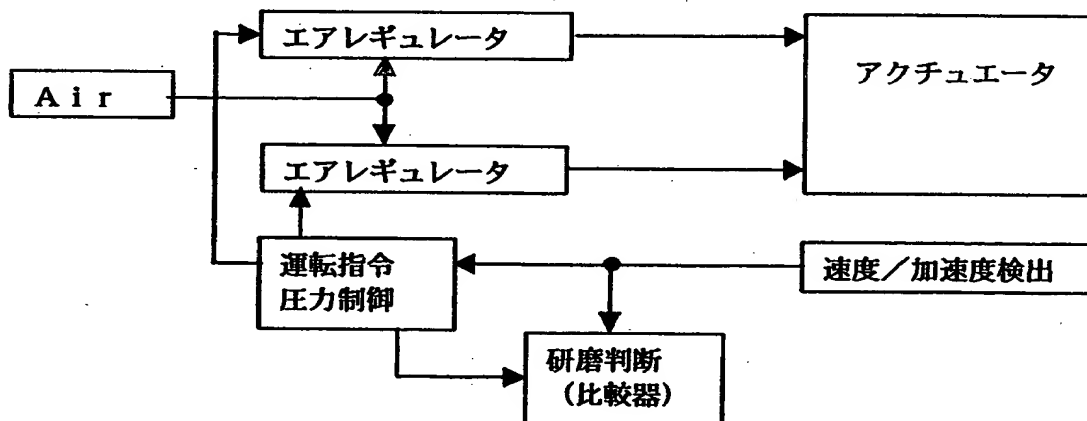 エアレギュレータ
アクチュエータ
Air
エアレギュレータ
運転指令
圧力制御
速度／加速度検出
研磨判断
（比較器）